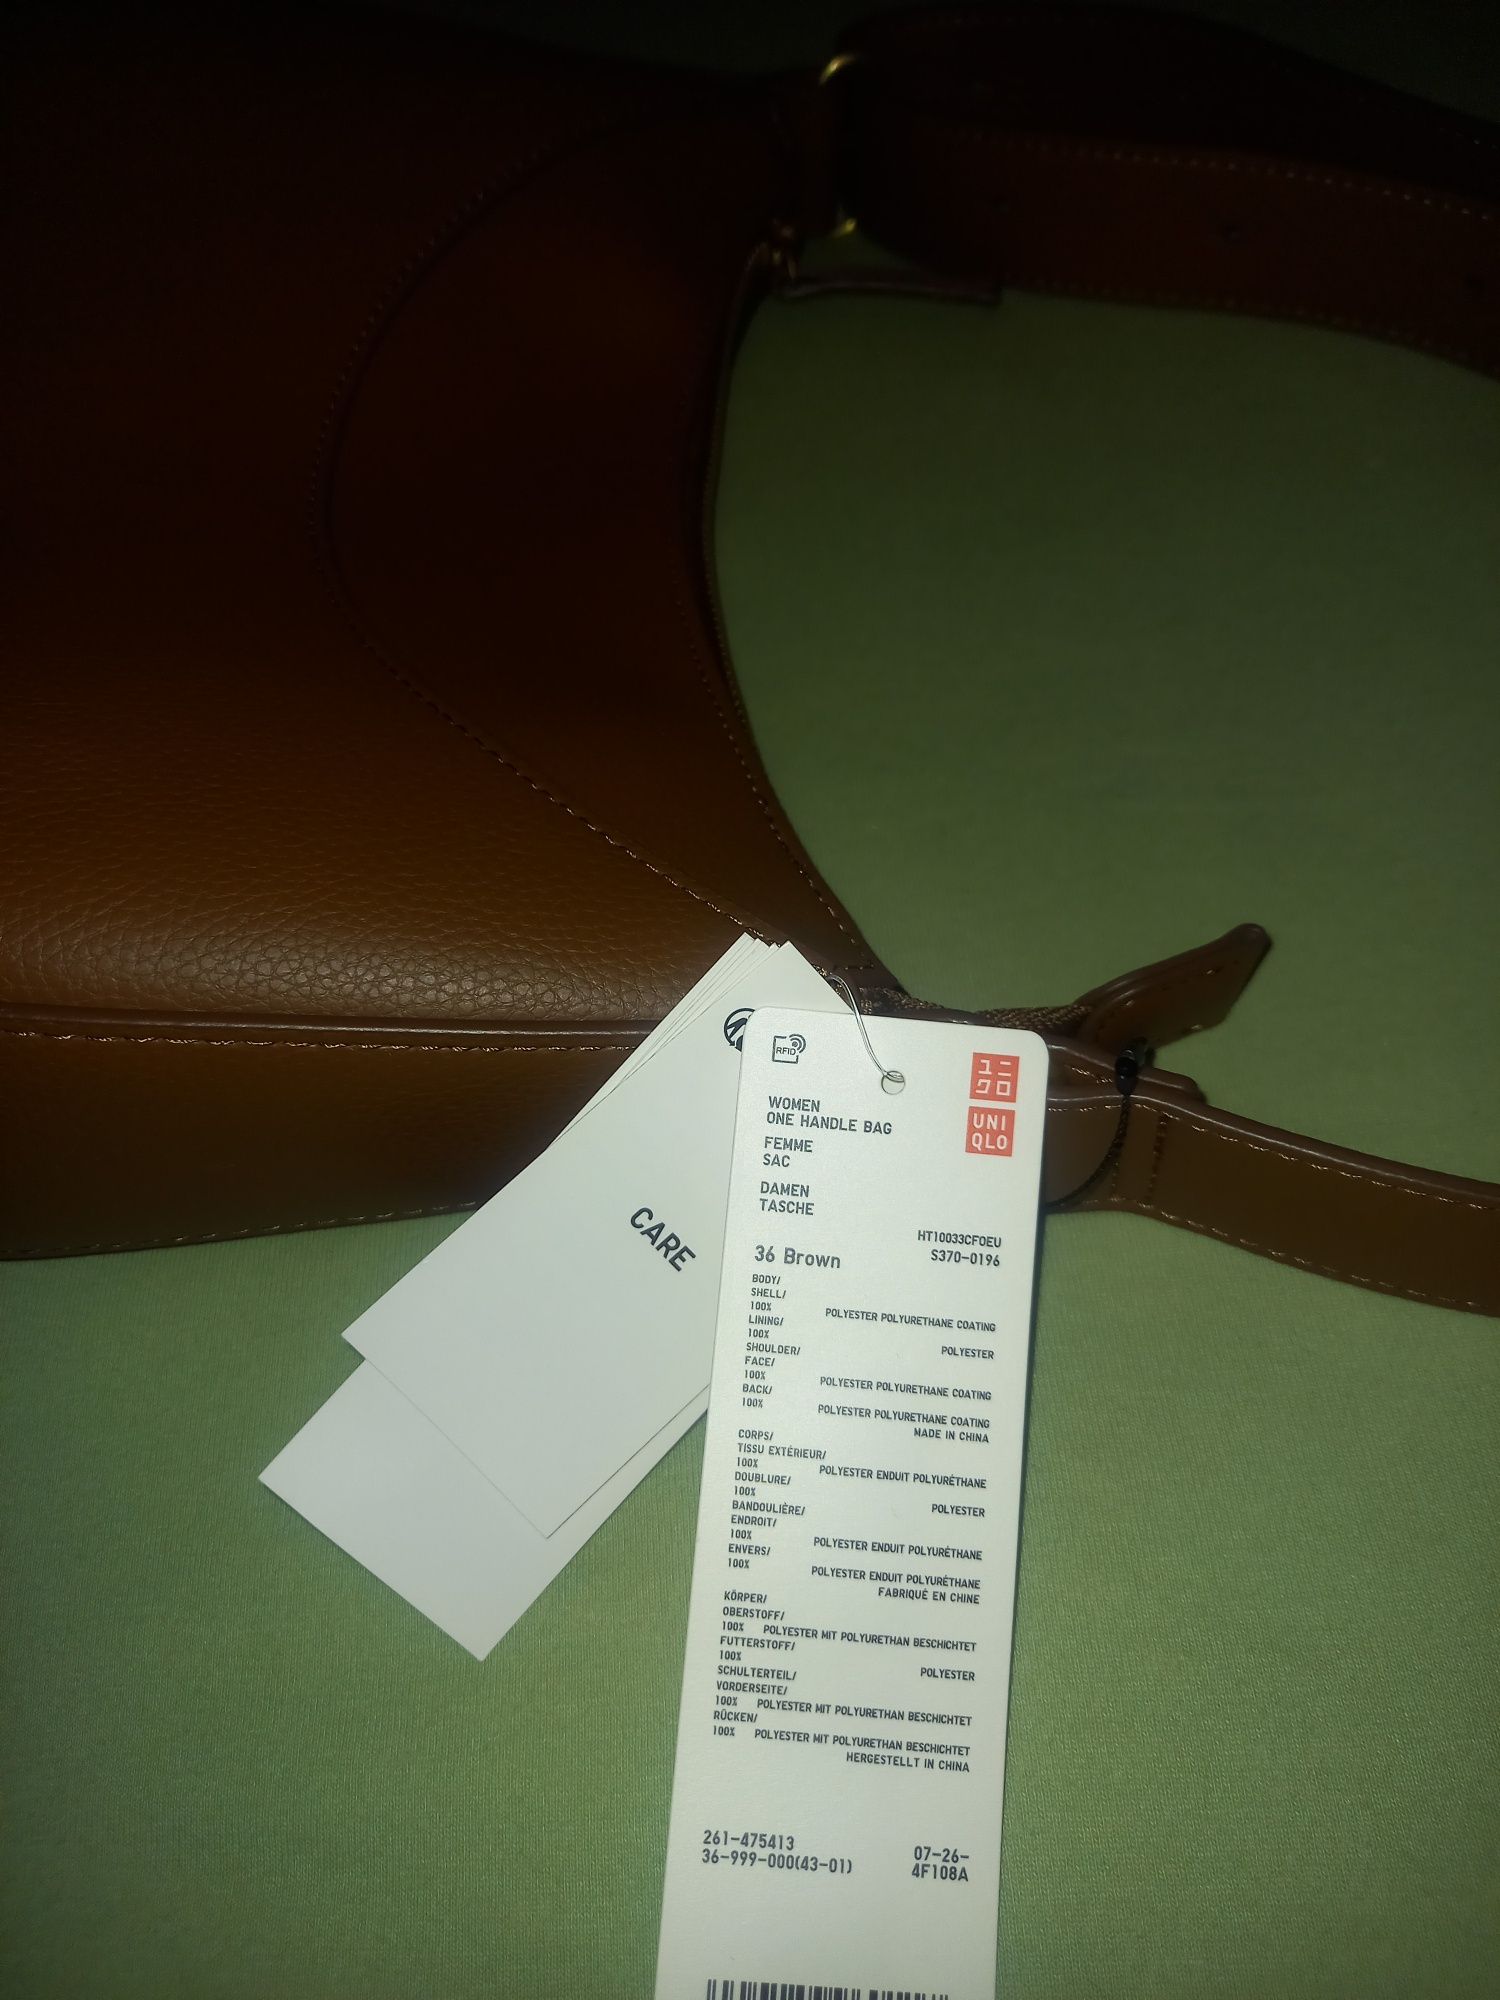 RFID
ユニ
クロ
UNI
QLO
WOMEN
ONE HANDLE BAG
FEMME
SAC
DAMEN
TASCHE
HT10033CFOEU
S370-0196
36 Brown
BODY/
SHELL/
100% POLYESTER POLYURETHANE COATING
LINING/
100% POLYESTER
SHOULDER/
FACE/
100% POLYESTER POLYURETHANE COATING
BACK/
100% POLYESTER POLYURETHANE COATING
MADE IN CHINA
CORPS/
TISSU EXTÉRIEUR/
100% POLYESTER ENDUIT POLYURÉTHANE
DOUBLURE/
100% POLYESTER
BANDOULIÈRE/
ENDROIT/
100% POLYESTER ENDUIT POLYURÉTHANE
ENVERS/
100% POLYESTER ENDUIT POLYURÉTHANE
FABRIQUÉ EN CHINE
KÖRPER/
OBERSTOFF/
100% POLYESTER MIT POLYURETHAN BESCHICHTET
FUTTERSTOFF/
100% POLYESTER
SCHULTERTEIL/
VORDERSEITE/
100% POLYESTER MIT POLYURETHAN BESCHICHTET
RÜCKEN/
100% POLYESTER MIT POLYURETHAN BESCHICHTET
HERGESTELLT IN CHINA
261-475413
36-999-000(43-01)
07-26-
4F108A
CARE